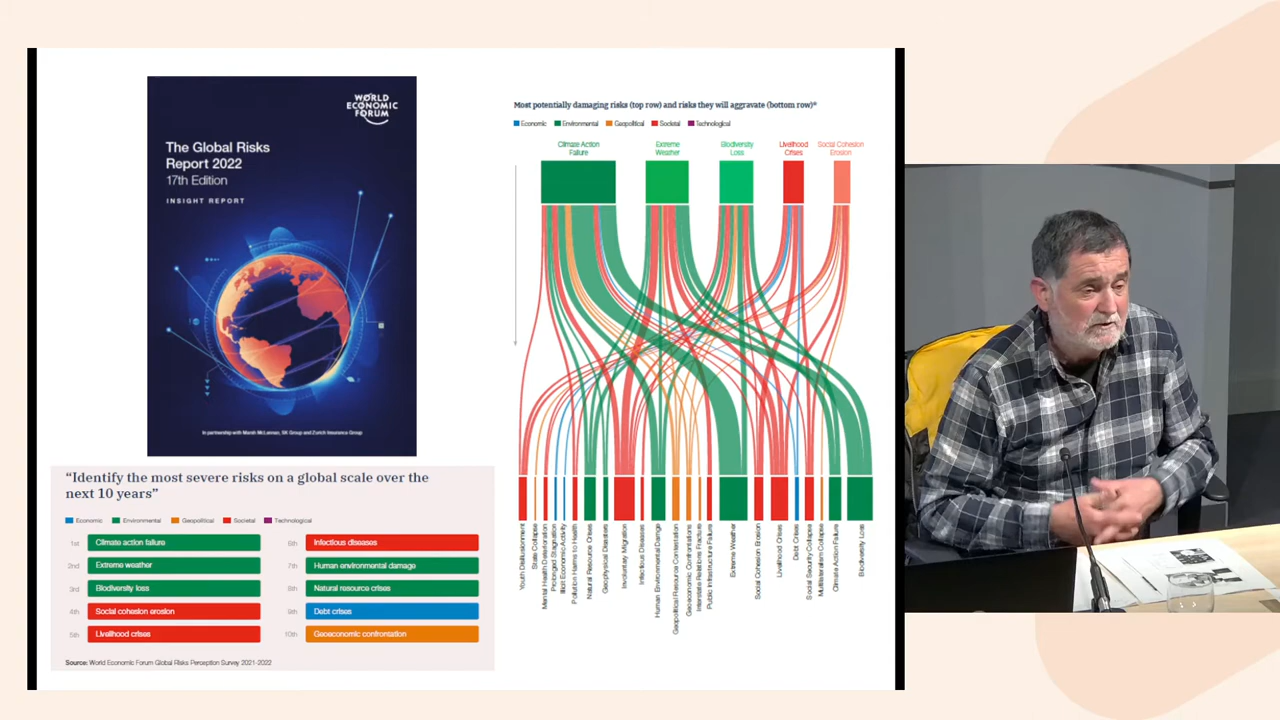 WORLD
ECONOMIC
FORUM
The Global Risks
Report 2022
17th Edition
INSIGHT REPORT
In partnership with Marsh McLennan, SK Group and Zurich Insurance Group
“Identify the most severe risks on a global scale over the
next 10 years”
Economic Environmental Geopolitical Societal Technological
1st Climate action failure
2nd Extreme weather
3rd Biodiversity loss
4th Social cohesion erosion
5th Livelihood crises
6th Infectious diseases
7th Human environmental damage
8th Natural resource crises
9th Debt crises
10th Geoeconomic confrontation
Source: World Economic Forum Global Risks Perception Survey 2021-2022
Most potentially damaging risks (top row) and risks they will aggravate (bottom row)*
Economic Environmental Geopolitical Societal Technological
Climate Action
Failure
Extreme
Weather
Biodiversity
Loss
Livelihood
Crises
Social Cohesion
Erosion
Youth Disillusionment
State Collapse
Mental Health Deterioration
Prolonged Stagnation
Illicit Economic Activity
Pollution Harms to Health
Natural Resource Crises
Geophysical Disasters
Involuntary Migration
Infectious Diseases
Human Environmental Damage
Geopolitical Resource Contestation
Geoeconomic Confrontations
Interstate Relations Fracture
Public Infrastructure Failure
Extreme Weather
Social Cohesion Erosion
Livelihood Crises
Debt Crises
Social Security Collapse
Multilateralism Collapse
Climate Action Failure
Biodiversity Loss